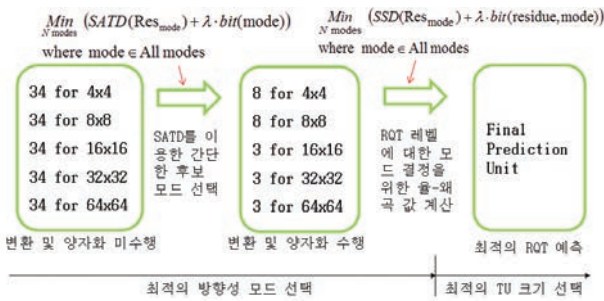 Min (SATD(Res_mode) + λ · bit(mode))
N modes
where mode ∈ All modes
Min (SSD(Res_mode) + λ · bit(residue, mode))
N modes
where mode ∈ All modes
34 for 4x4
34 for 8x8
34 for 16x16
34 for 32x32
34 for 64x64
변환 및 양자화 미수행
SATD를 이
용한 간단
한 후보
모드 선택
8 for 4x4
8 for 8x8
3 for 16x16
3 for 32x32
3 for 64x64
변환 및 양자화 수행
RQT 레벨
에 대한 모
드 결정을
위한 율-왜
곡 값 계산
Final
Prediction
Unit
최적의 RQT 예측
최적의 방향성 모드 선택
최적의 TU 크기 선택